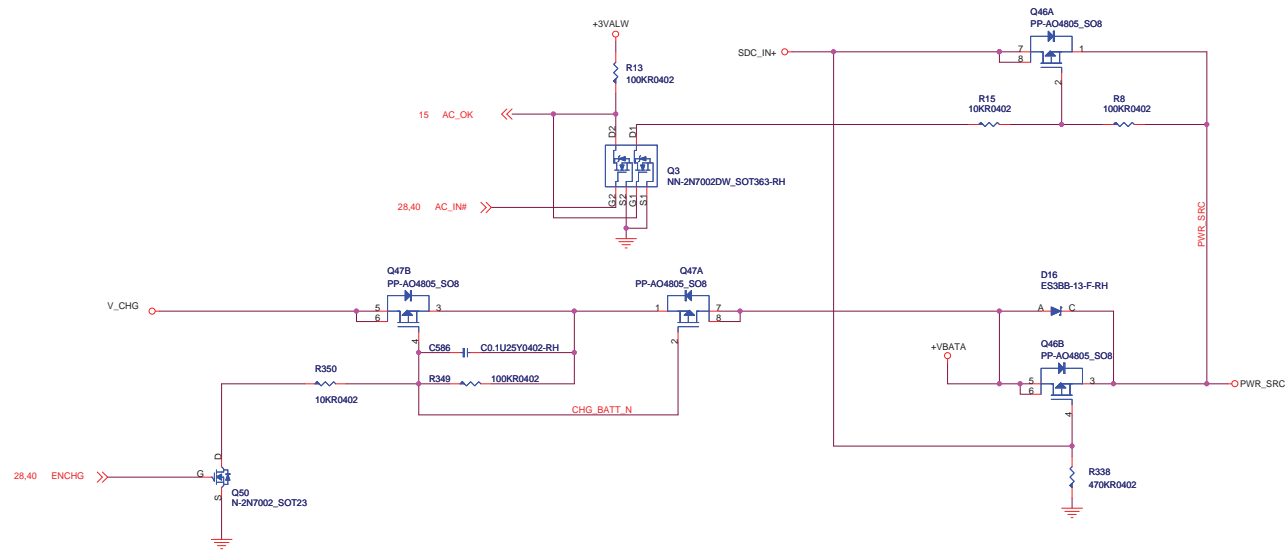 Q46A
PP-AO4805_SO8
+3VALW
SDC_IN+
7
8
1
2
R13
100KR0402
15 AC_OK
R15
10KR0402
R8
100KR0402
D2
D1
Q3
NN-2N7002DW_SOT363-RH
28,40 AC_IN#
G2
S2
G1
S1
PWR_SRC
Q47B
PP-AO4805_SO8
Q47A
PP-AO4805_SO8
D16
ES3BB-13-F-RH
V_CHG
5
6
3
4
1
7
8
2
A
C
C586
C0.1U25Y0402-RH
+VBATA
Q46B
PP-AO4805_SO8
R350
10KR0402
R349
100KR0402
5
6
3
4
PWR_SRC
CHG_BATT_N
D
28,40 ENCHG
G
S
Q50
N-2N7002_SOT23
R338
470KR0402